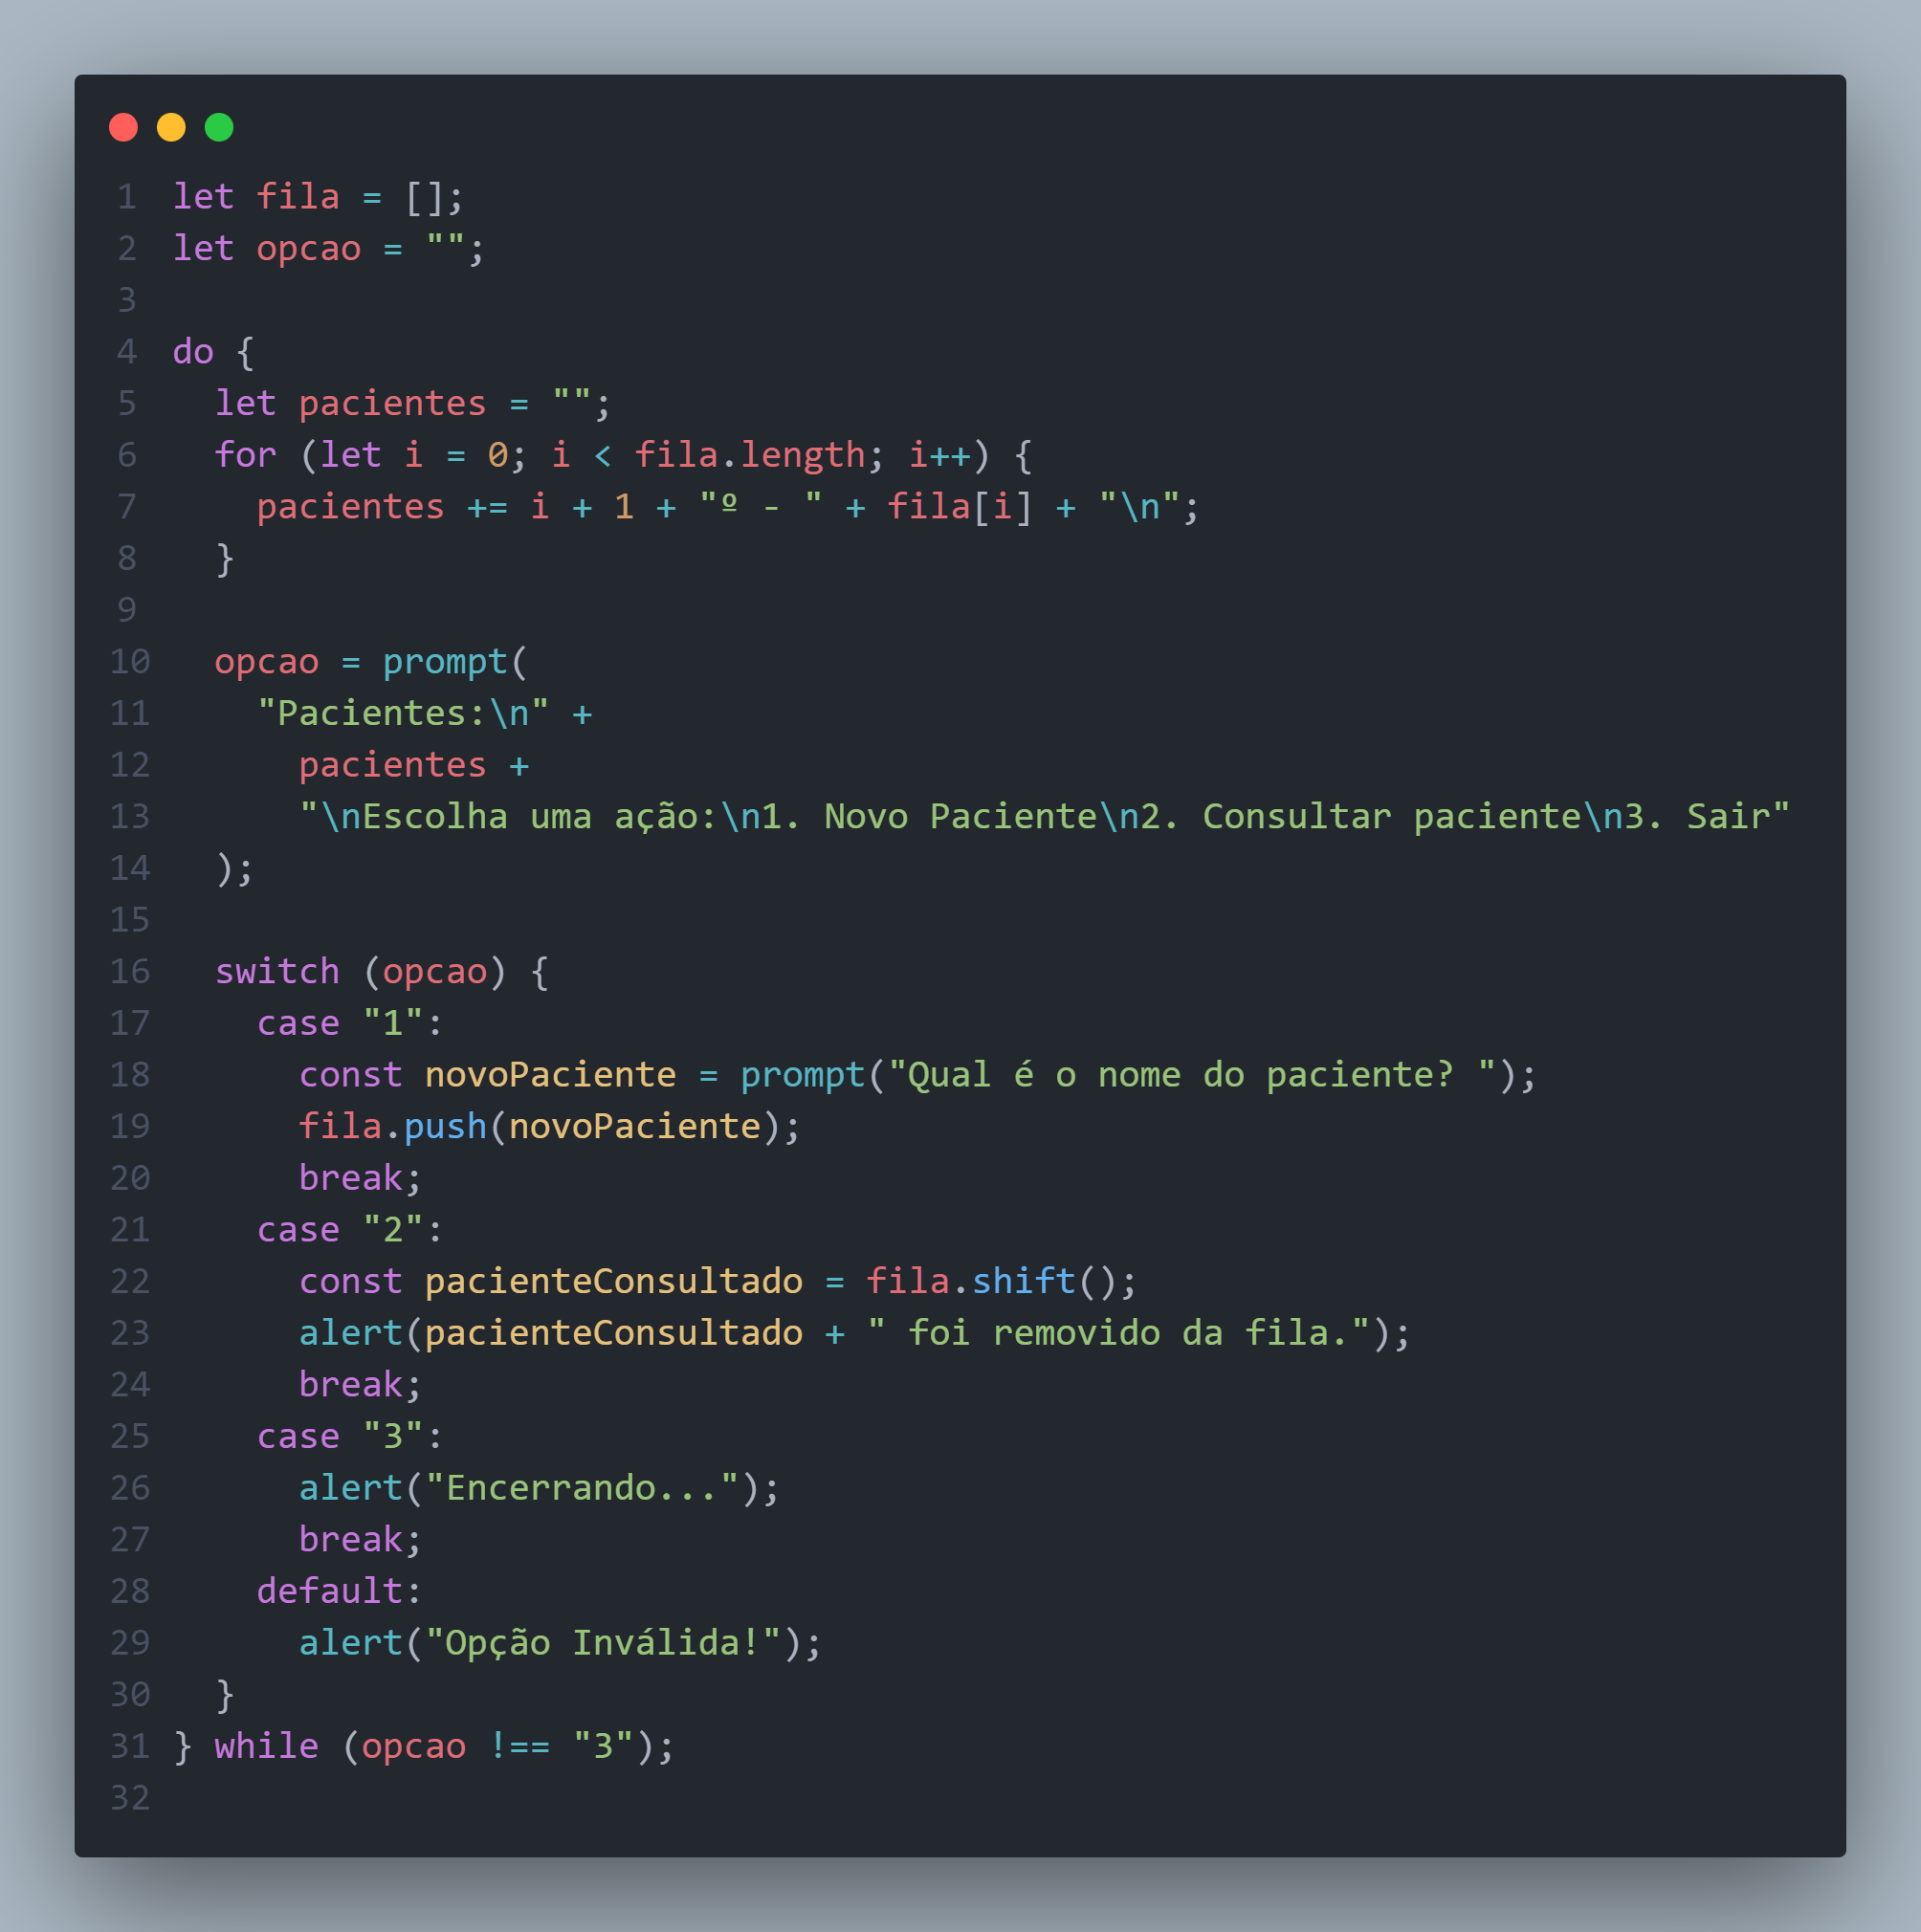 1 let fila = [];
2 let opcao = "";
3
4 do {
5   let pacientes = "";
6   for (let i = 0; i < fila.length; i++) {
7     pacientes += i + 1 + "º - " + fila[i] + "\n";
8   }
9
10   opcao = prompt(
11     "Pacientes:\n" +
12       pacientes +
13       "\nEscolha uma ação:\n1. Novo Paciente\n2. Consultar paciente\n3. Sair"
14   );
15
16   switch (opcao) {
17     case "1":
18       const novoPaciente = prompt("Qual é o nome do paciente? ");
19       fila.push(novoPaciente);
20       break;
21     case "2":
22       const pacienteConsultado = fila.shift();
23       alert(pacienteConsultado + " foi removido da fila.");
24       break;
25     case "3":
26       alert("Encerrando...");
27       break;
28     default:
29       alert("Opção Inválida!");
30   }
31 } while (opcao !== "3");
32